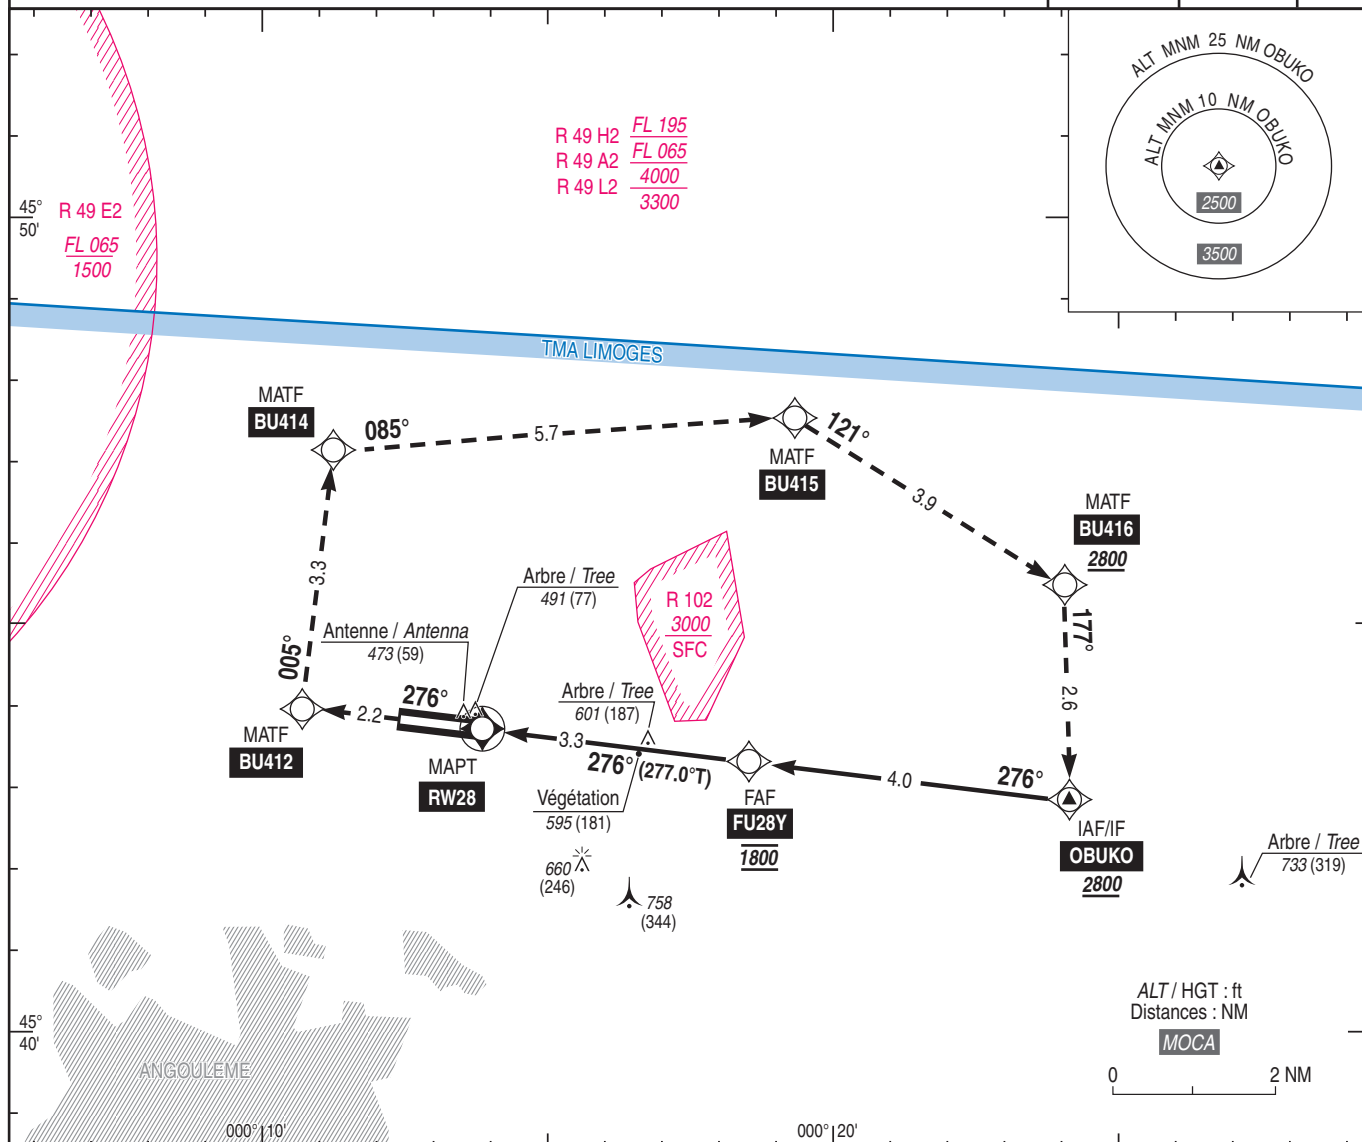 ALT MNM 25 NM OBUKO
ALT MNM 10 NM OBUKO
2500
3500
R 49 H2 FL 195
R 49 A2 FL 065
4000
R 49 L2
3300
45°
50'
R 49 E2
FL 065
1500
TMA LIMOGES
MATF
BU414
085°
5.7
121°
MATF
BU415
3.9
MATF
BU416
2800
177°
2.6
3.3
005°
Arbre / Tree
491 (77)
Antenne / Antenna
473 (59)
R 102
3000
SFC
Arbre / Tree
601 (187)
276°
2.2
MATF
BU412
MAPT
RW28
3.3
276° (277.0°T)
Végétation
595 (181)
FAF
FU28Y
1800
4.0
276°
IAF/IF
OBUKO
2800
Arbre / Tree
733 (319)
660
(246)
758
(344)
ALT / HGT : ft
Distances : NM
MOCA
0 2 NM
45°
40'
ANGOULEME
000° 10'
000° 20'